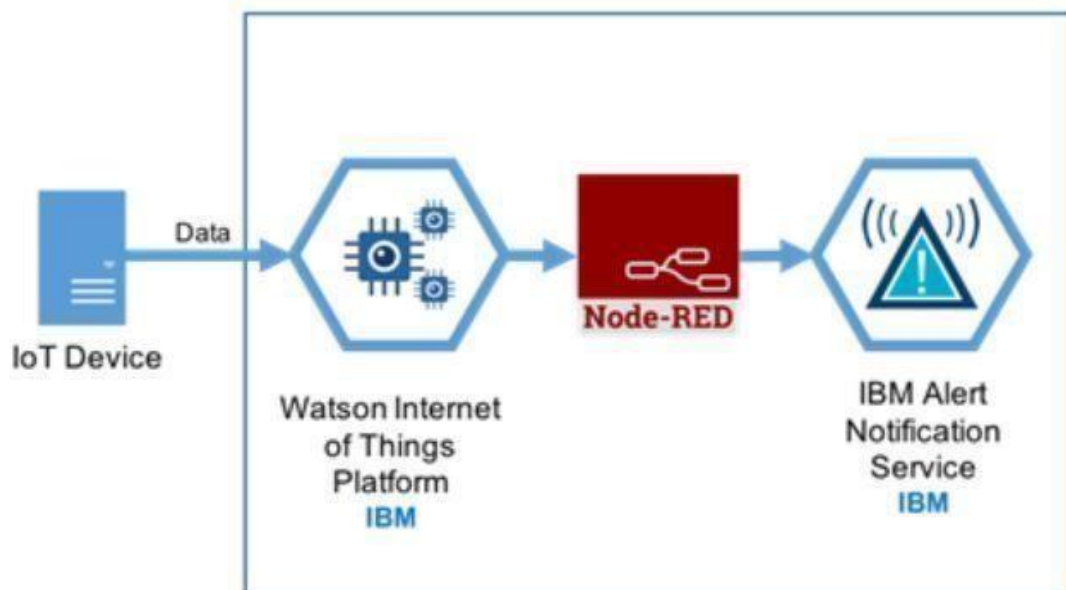 Data
IoT Device
Node-RED
Watson Internet
of Things
Platform
IBM
IBM Alert
Notification
Service
IBM